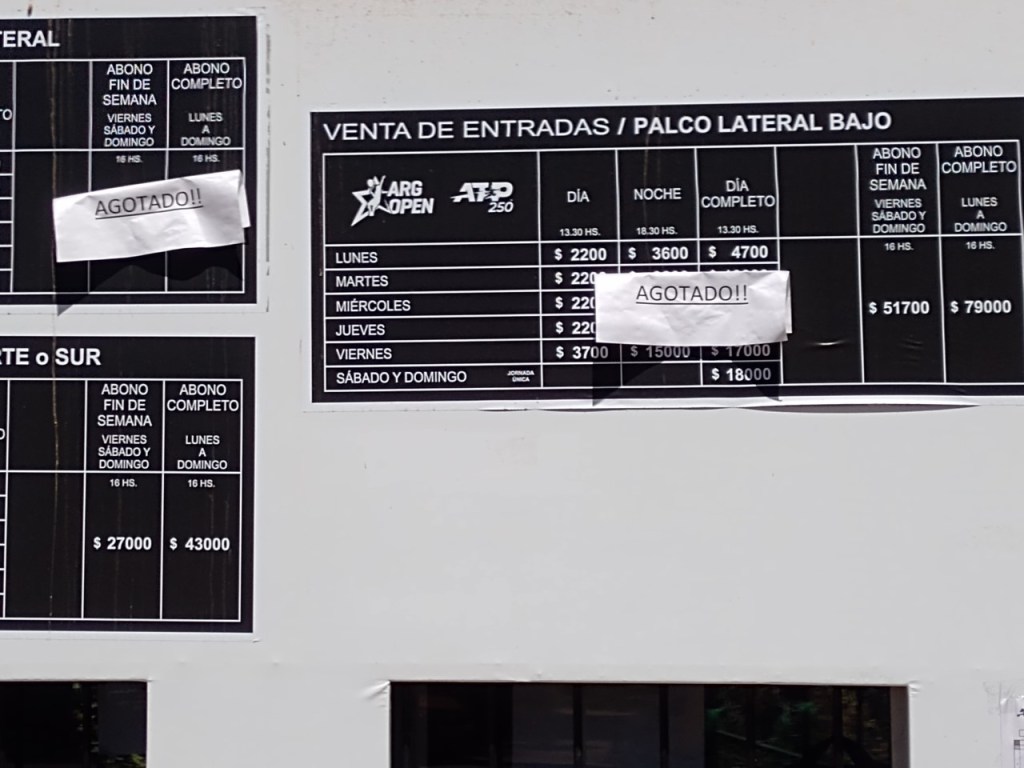 TERAL
ABONO
FIN DE
SEMANA
VIERNES
SÁBADO Y
DOMINGO
16 HS.
ABONO
COMPLETO
LUNES
A
DOMINGO
16 HS.
AGOTADO!!
RTE o SUR
ABONO
FIN DE
SEMANA
VIERNES
SÁBADO Y
DOMINGO
16 HS.
ABONO
COMPLETO
LUNES
A
DOMINGO
16 HS.
$ 27000 $ 43000
VENTA DE ENTRADAS / PALCO LATERAL BAJO
ARG
OPEN
ATP
250
DÍA
13.30 HS.
NOCHE
18.30 HS.
DÍA
COMPLETO
13.30 HS.
ABONO
FIN DE
SEMANA
VIERNES
SÁBADO Y
DOMINGO
16 HS.
ABONO
COMPLETO
LUNES
A
DOMINGO
16 HS.
LUNES $ 2200 $ 3600 $ 4700
MARTES $ 220
MIÉRCOLES $ 220
JUEVES $ 220
VIERNES $ 3700 $ 15000 $ 17000
SÁBADO Y DOMINGO JORNADA ÚNICA $ 18000
AGOTADO!!
$ 51700 $ 79000